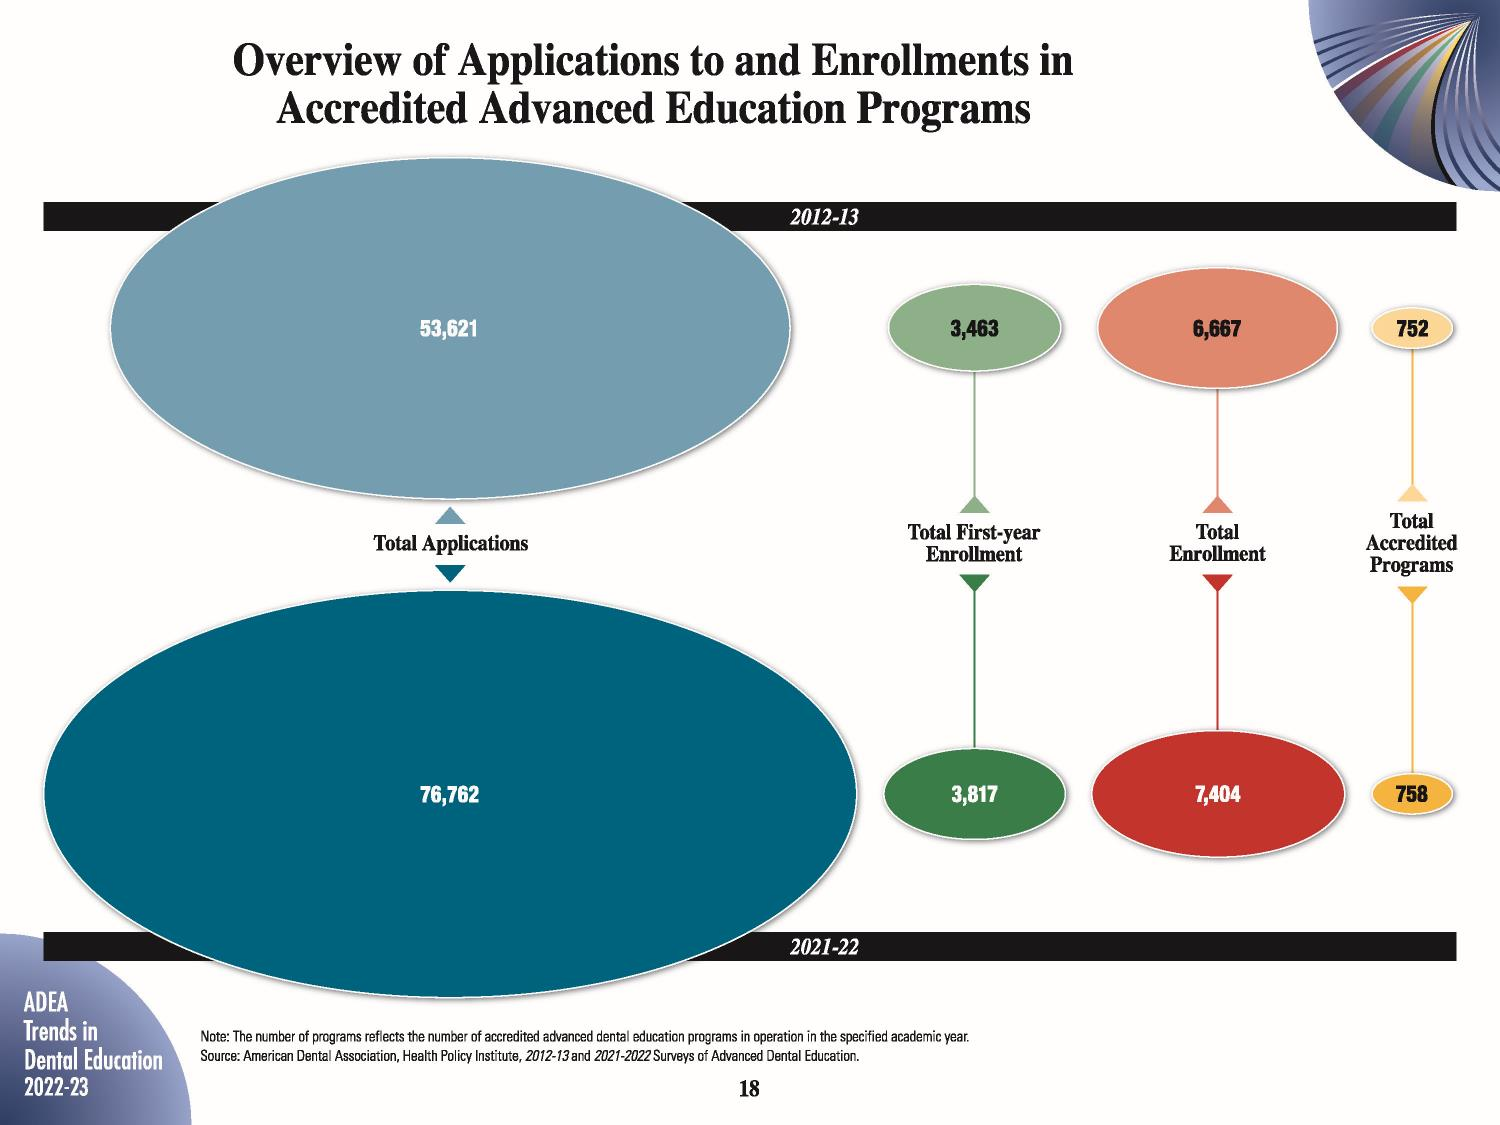 Overview of Applications to and Enrollments in
Accredited Advanced Education Programs
2012-13
53,621
3,463
6,667
752
Total Applications
Total First-year
Enrollment
Total
Enrollment
Total
Accredited
Programs
76,762
3,817
7,404
758
2021-22
ADEA
Trends in
Dental Education
2022-23
Note: The number of programs reflects the number of accredited advanced dental education programs in operation in the specified academic year.
Source: American Dental Association, Health Policy Institute, 2012-13 and 2021-2022 Surveys of Advanced Dental Education.
18